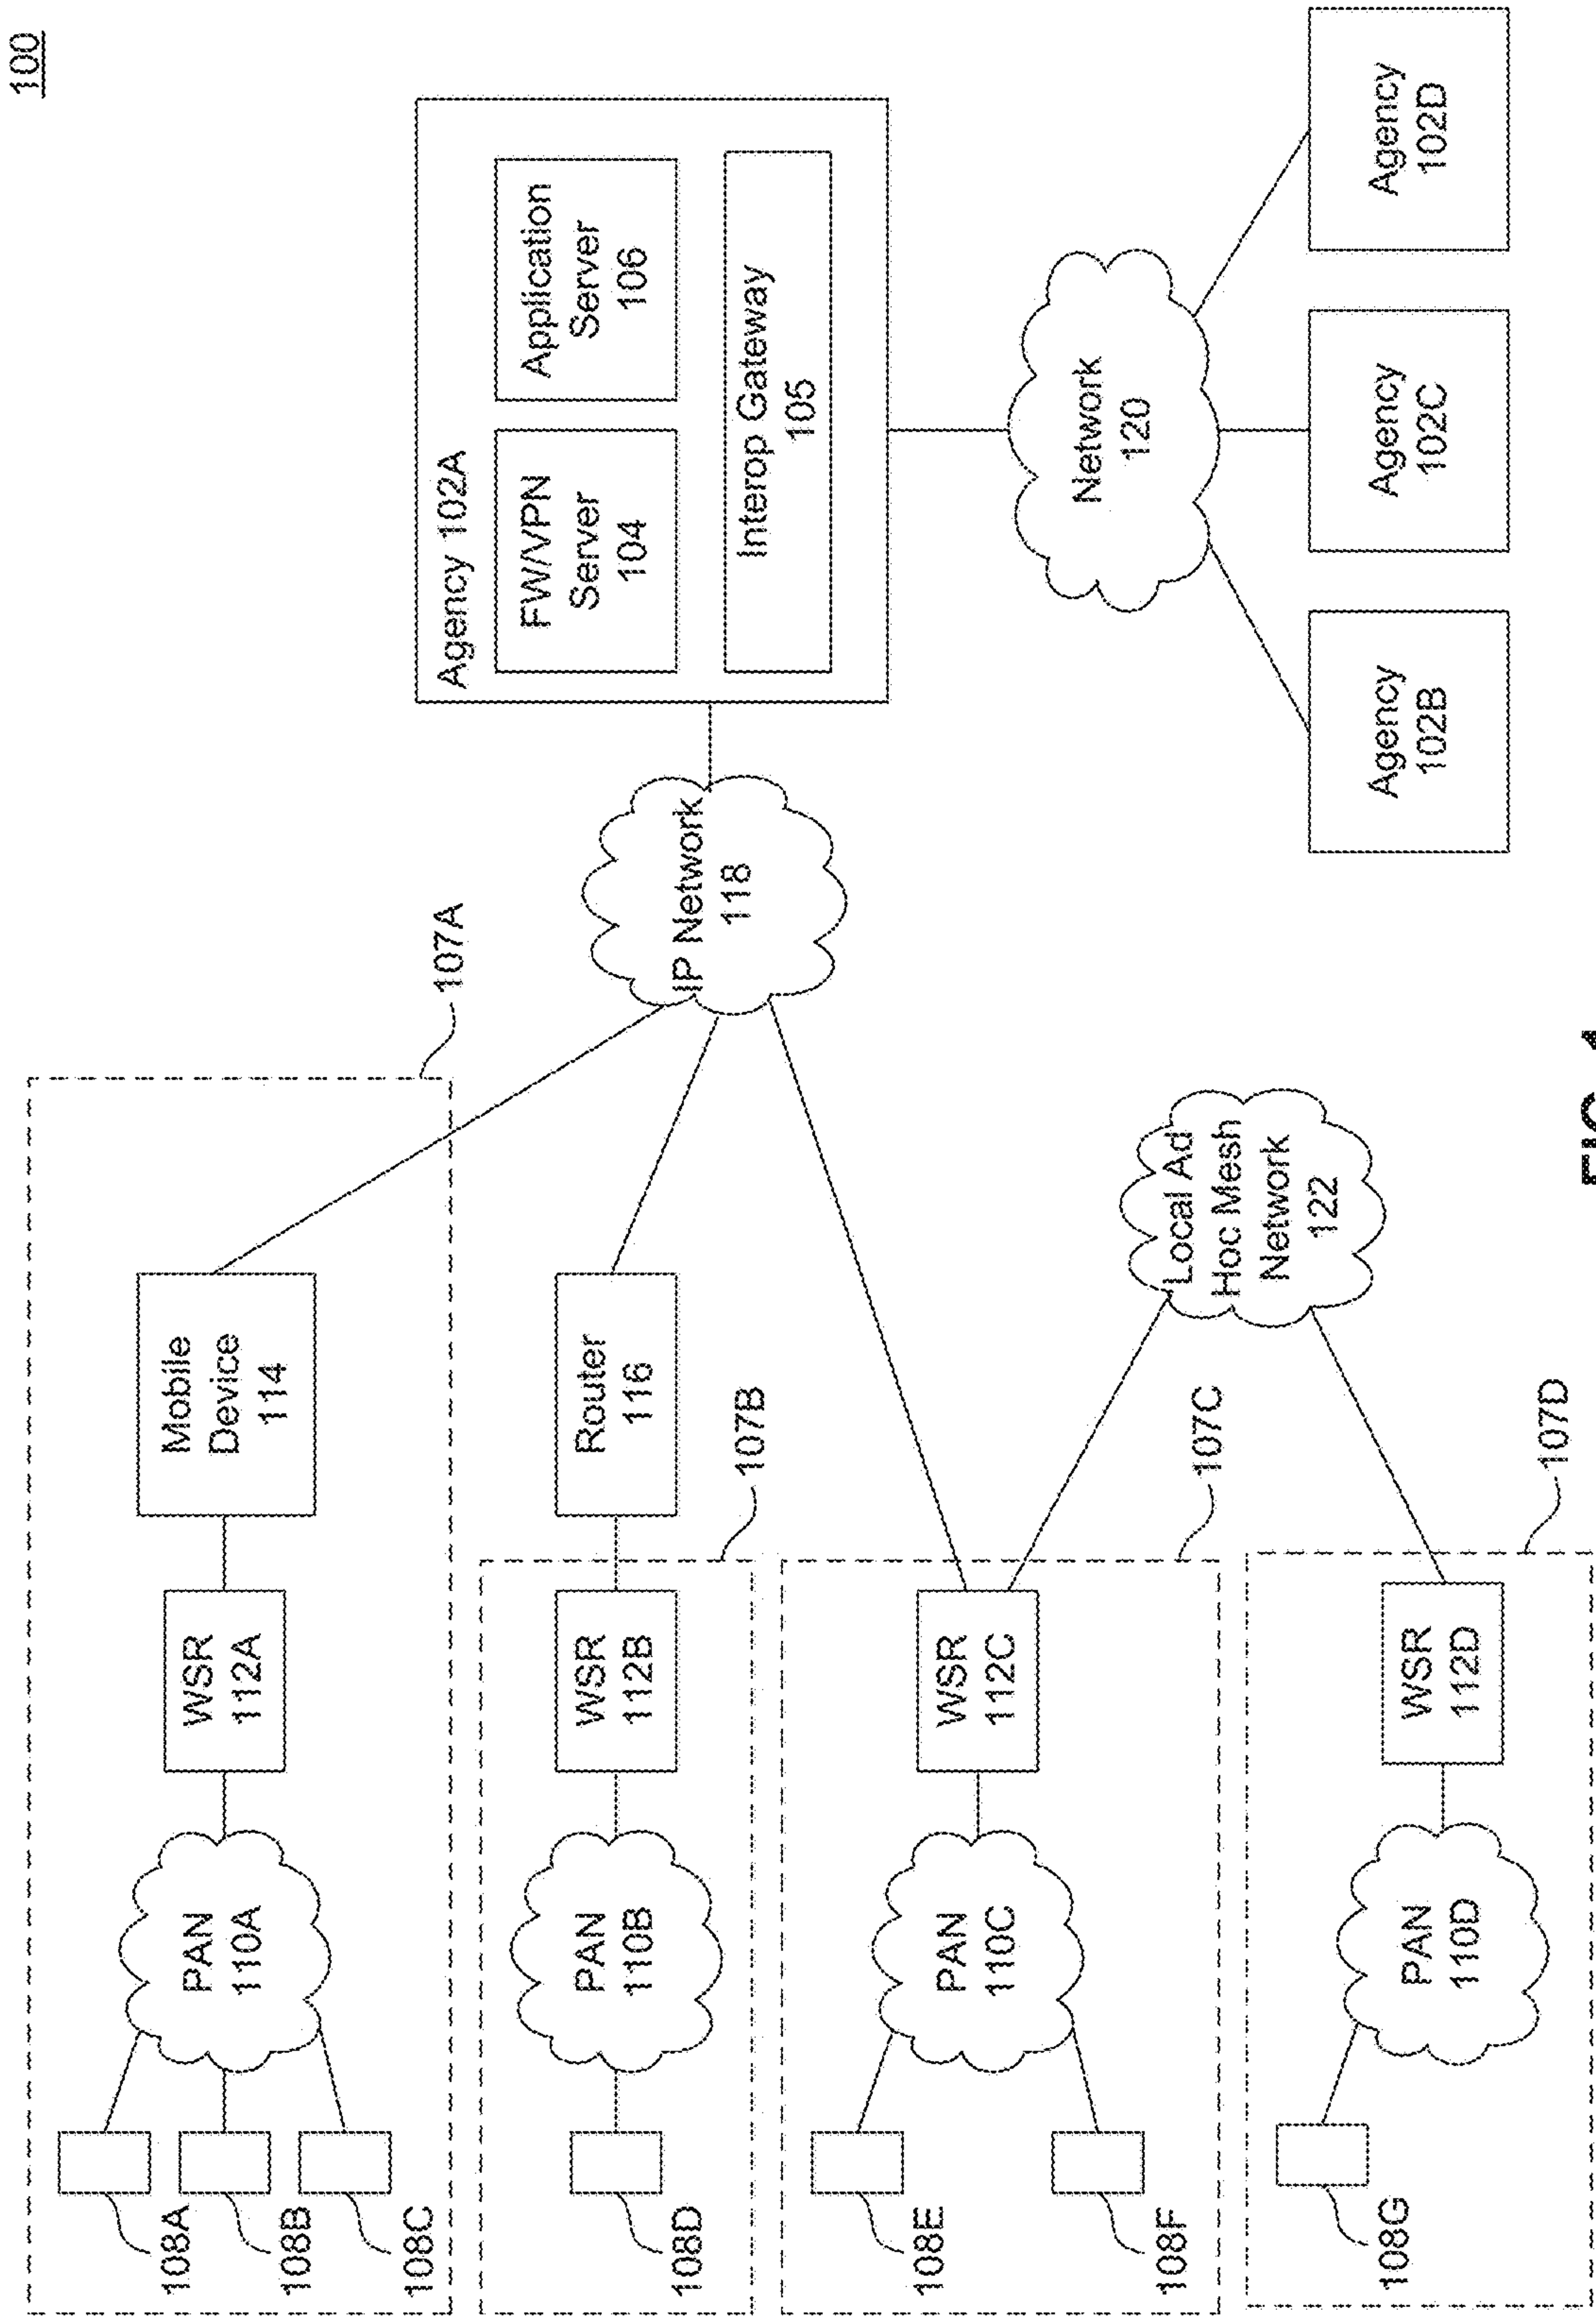 100
Agency 102A
FW/VPN
Server
104
Application
Server
106
Interop Gateway
105
Network
120
Agency
102B
Agency
102C
Agency
102D
IP Network
118
107A
Mobile
Device
114
WSR
112A
PAN
110A
108A
108B
108C
Router
116
107B
WSR
112B
PAN
110B
108D
107C
WSR
112C
PAN
110C
108E
108F
Local Ad
Hoc Mesh
Network
122
107D
WSR
112D
PAN
110D
108G
FIG. 1